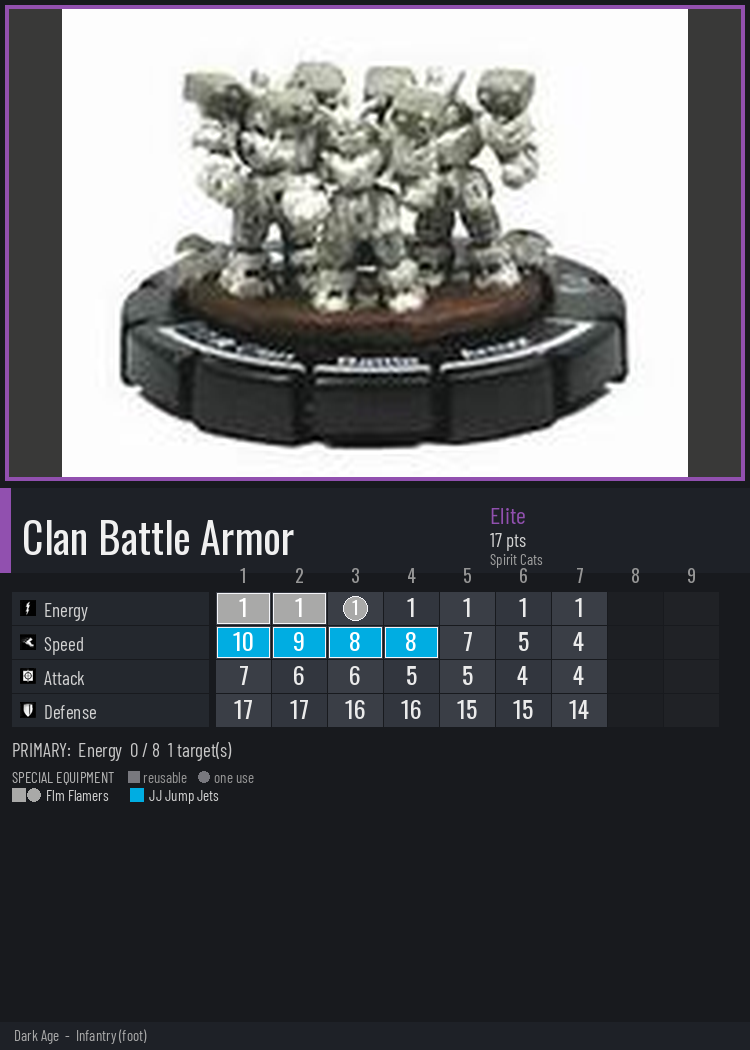 Clan Battle Armor
Elite
17 pts
Spirit Cats
1 2 3 4 5 6 7 8 9
Energy 1 1 1 1 1 1 1
Speed 10 9 8 8 7 5 4
Attack 7 6 6 5 5 4 4
Defense 17 17 16 16 15 15 14
PRIMARY: Energy 0 / 8 1 target(s)
SPECIAL EQUIPMENT reusable one use
Flm Flamers JJ Jump Jets
Dark Age - Infantry (foot)